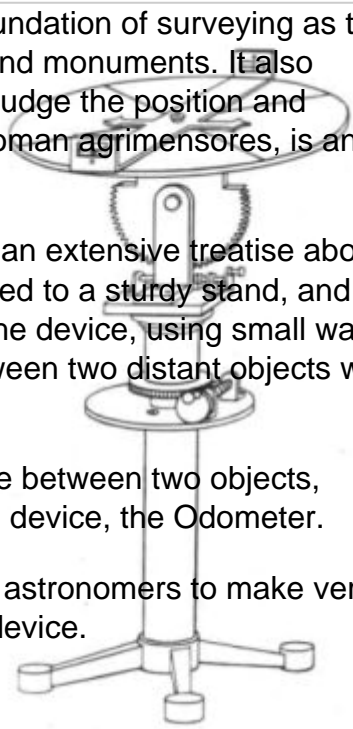 undation of surveying as t
nd monuments. It also
udge the position and
oman agrimensores, is an
an extensive treatise abo
ed to a sturdy stand, and
ne device, using small wa
ween two distant objects w
e between two objects,
device, the Odometer.
astronomers to make ver
device.